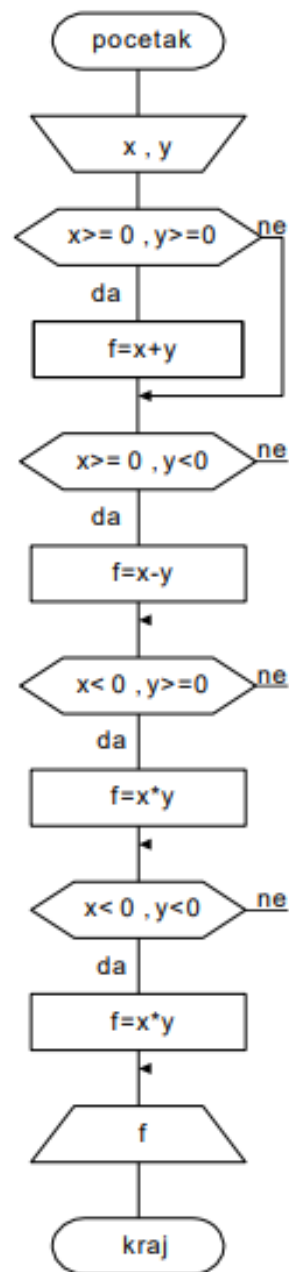 pocetak
x , y
x>= 0 , y>=0 ne
da
f=x+y
x>= 0 , y<0 ne
da
f=x-y
x< 0 , y>=0 ne
da
f=x*y
x< 0 , y<0 ne
da
f=x*y
f
kraj